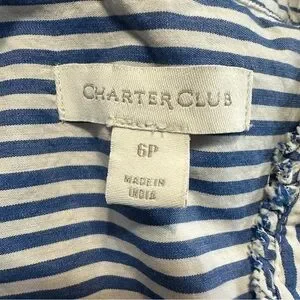 CHARTER CLUB
6P
MADE IN
INDIA